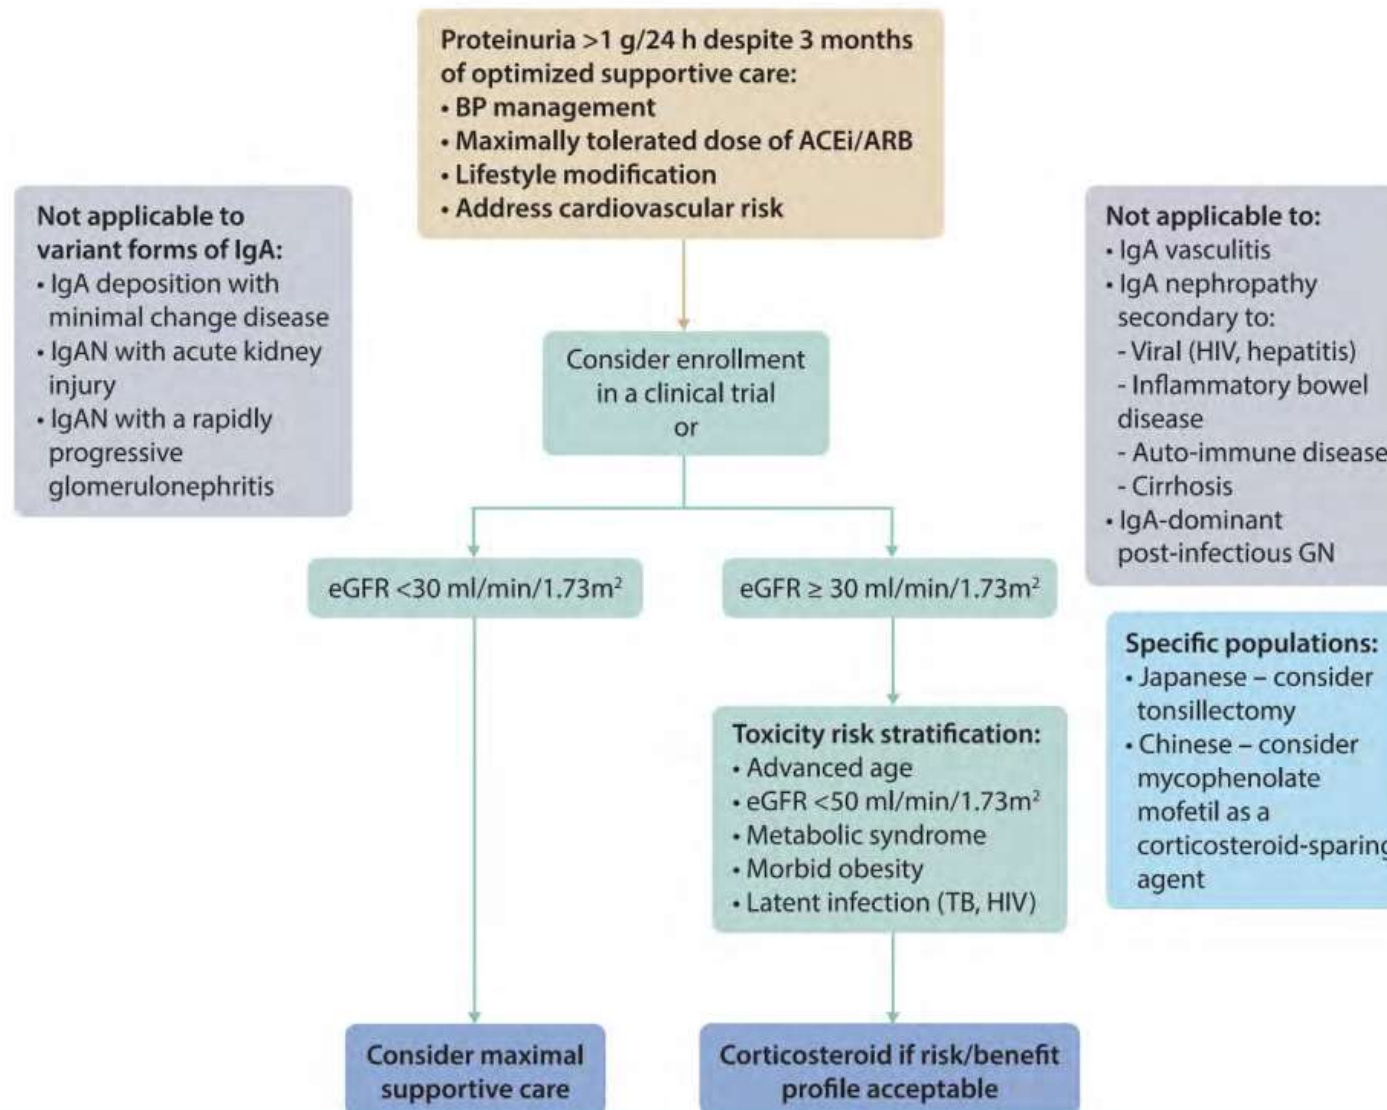 Proteinuria >1 g/24 h despite 3 months
of optimized supportive care:
• BP management
• Maximally tolerated dose of ACEi/ARB
• Lifestyle modification
• Address cardiovascular risk
Not applicable to
variant forms of IgA:
• IgA deposition with
minimal change disease
• IgAN with acute kidney
injury
• IgAN with a rapidly
progressive
glomerulonephritis
Consider enrollment
in a clinical trial
or
Not applicable to:
• IgA vasculitis
• IgA nephropathy
secondary to:
- Viral (HIV, hepatitis)
- Inflammatory bowel
disease
- Auto-immune disease
- Cirrhosis
• IgA-dominant
post-infectious GN
eGFR <30 ml/min/1.73m²
eGFR ≥ 30 ml/min/1.73m²
Specific populations:
• Japanese – consider
tonsillectomy
• Chinese – consider
mycophenolate
mofetil as a
corticosteroid-sparing
agent
Toxicity risk stratification:
• Advanced age
• eGFR <50 ml/min/1.73m²
• Metabolic syndrome
• Morbid obesity
• Latent infection (TB, HIV)
Consider maximal
supportive care
Corticosteroid if risk/benefit
profile acceptable